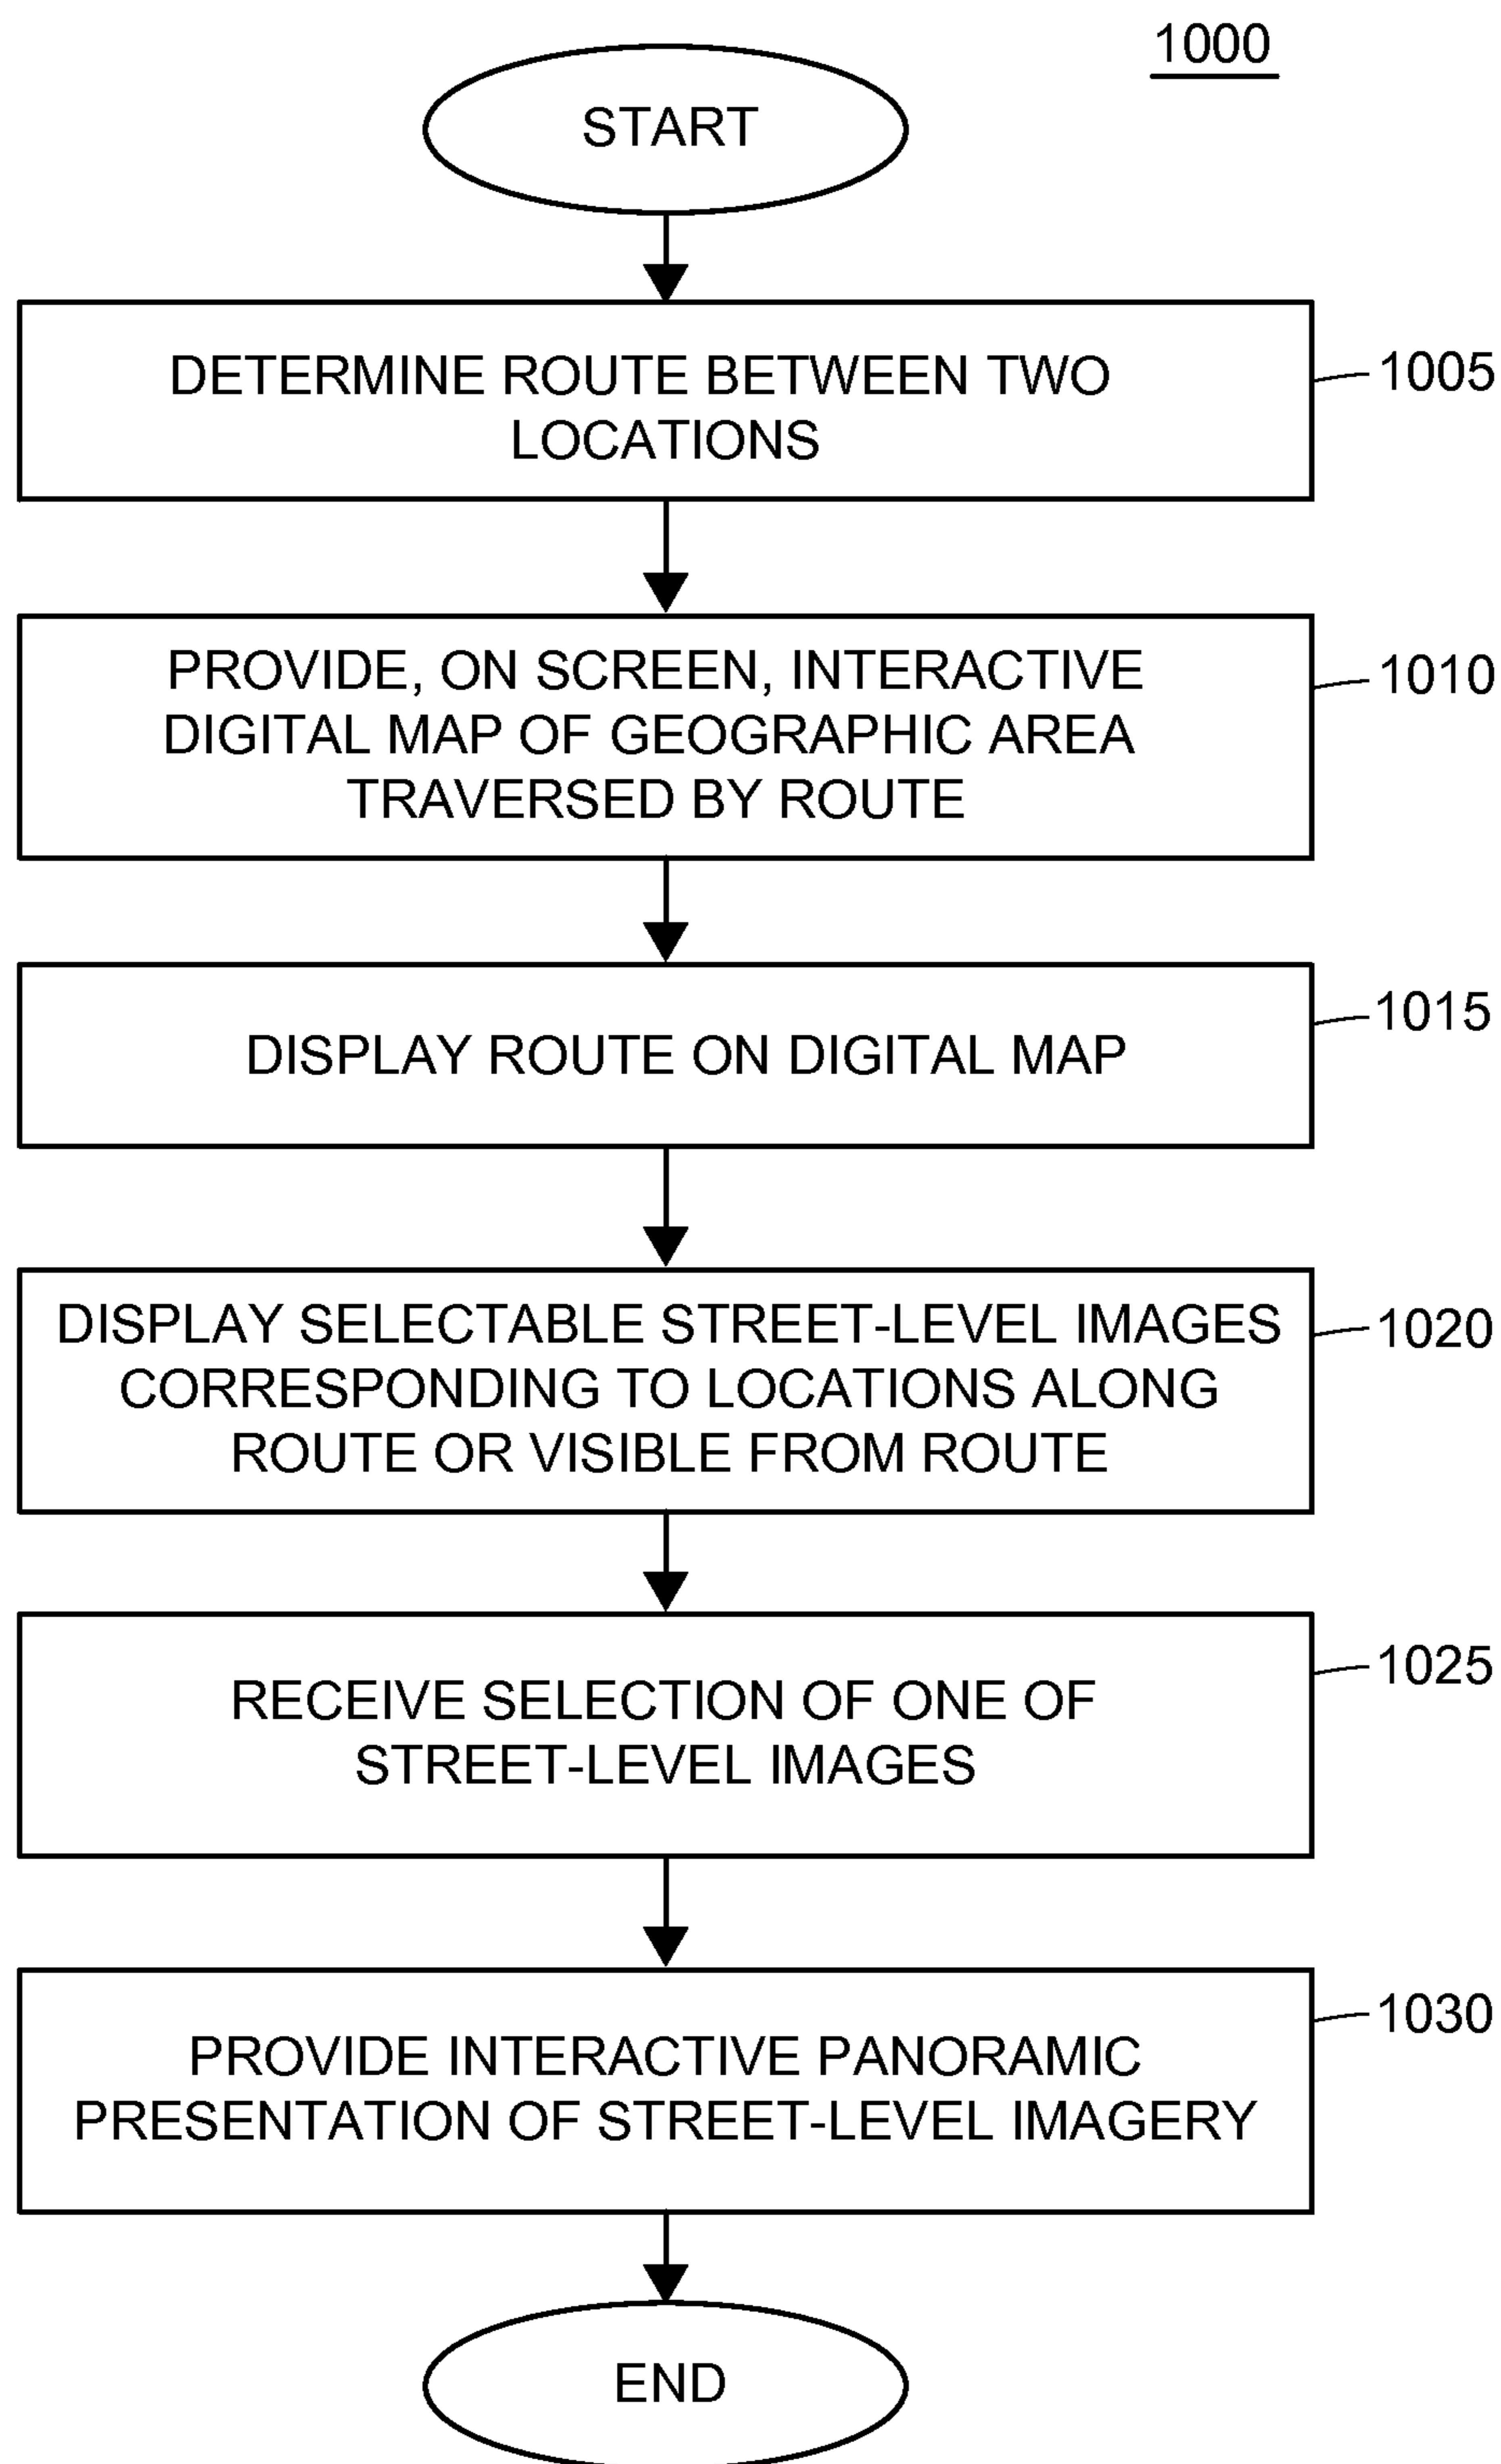 1000
START
DETERMINE ROUTE BETWEEN TWO
LOCATIONS
1005
PROVIDE, ON SCREEN, INTERACTIVE
DIGITAL MAP OF GEOGRAPHIC AREA
TRAVERSED BY ROUTE
1010
DISPLAY ROUTE ON DIGITAL MAP
1015
DISPLAY SELECTABLE STREET-LEVEL IMAGES
CORRESPONDING TO LOCATIONS ALONG
ROUTE OR VISIBLE FROM ROUTE
1020
RECEIVE SELECTION OF ONE OF
STREET-LEVEL IMAGES
1025
PROVIDE INTERACTIVE PANORAMIC
PRESENTATION OF STREET-LEVEL IMAGERY
1030
END